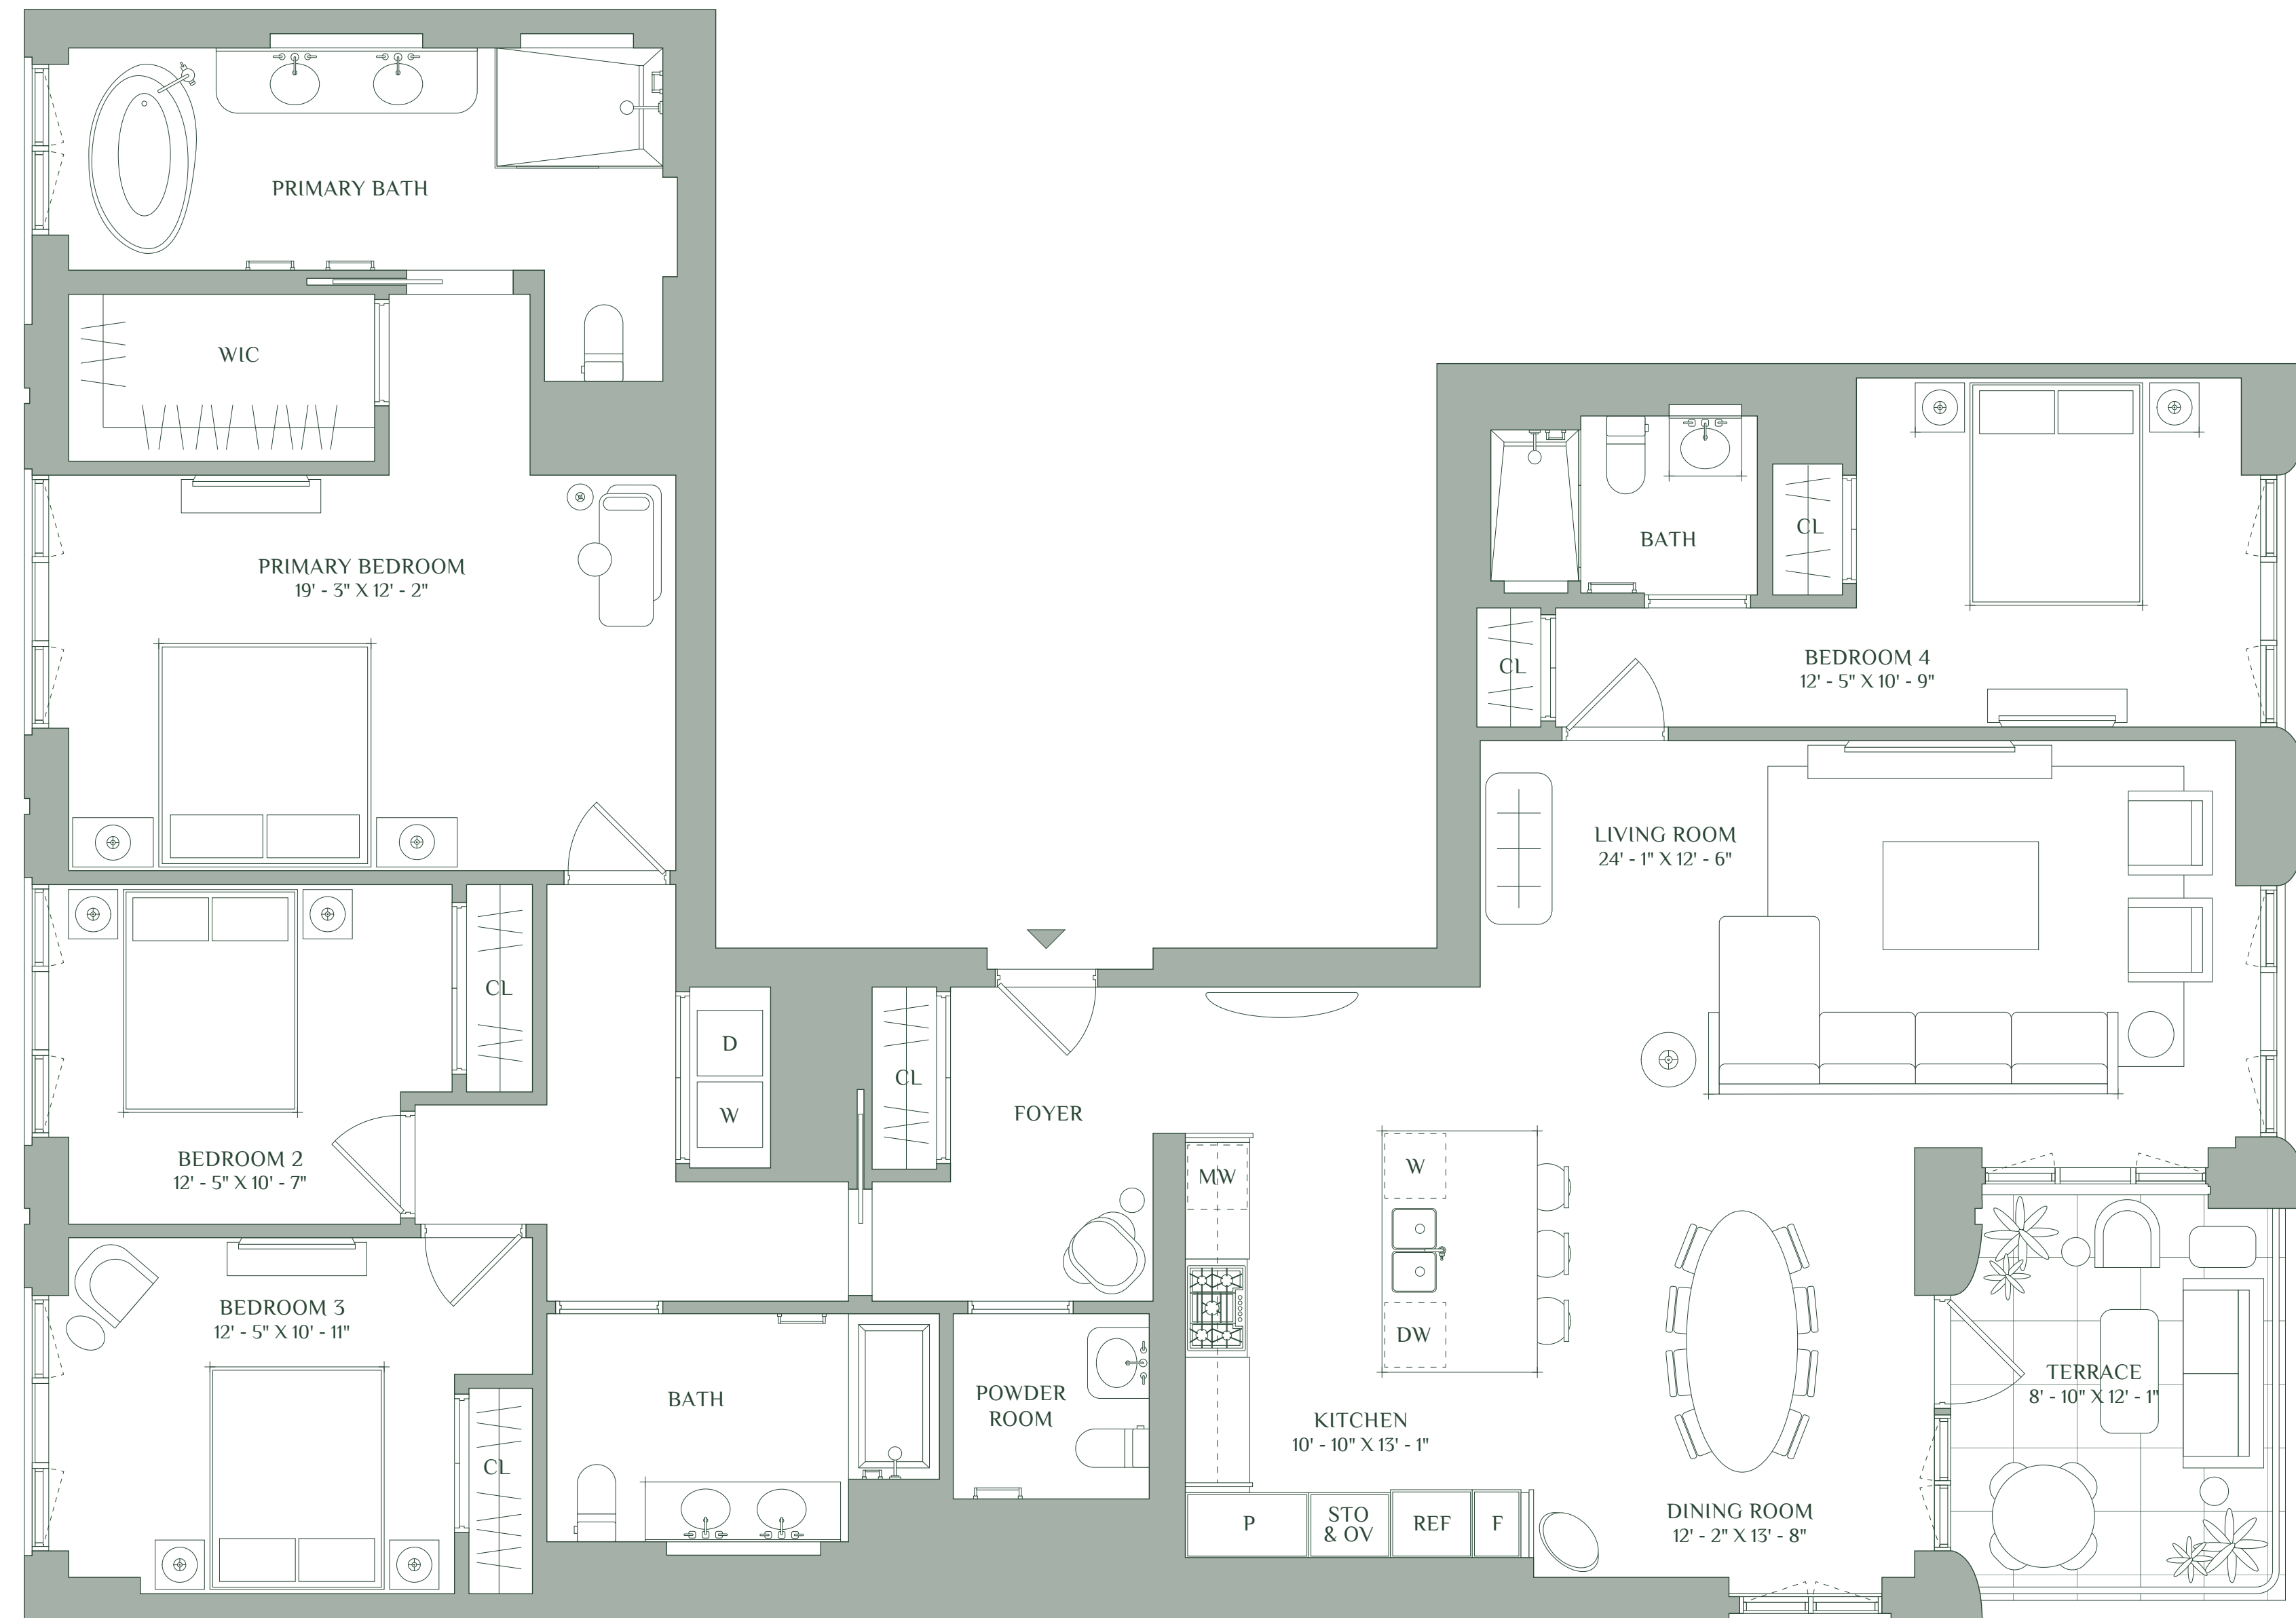 PRIMARY BATH
WIC
PRIMARY BEDROOM
19' - 3" X 12' - 2"
BATH
CL
CL
BEDROOM 4
12' - 5" X 10' - 9"
LIVING ROOM
24' - 1" X 12' - 6"
CL
D
W
CL
FOYER
BEDROOM 2
12' - 5" X 10' - 7"
MW
W
DW
BEDROOM 3
12' - 5" X 10' - 11"
BATH
POWDER
ROOM
CL
KITCHEN
10' - 10" X 13' - 1"
TERRACE
8' - 10" X 12' - 1"
P
STO
& OV
REF
F
DINING ROOM
12' - 2" X 13' - 8"